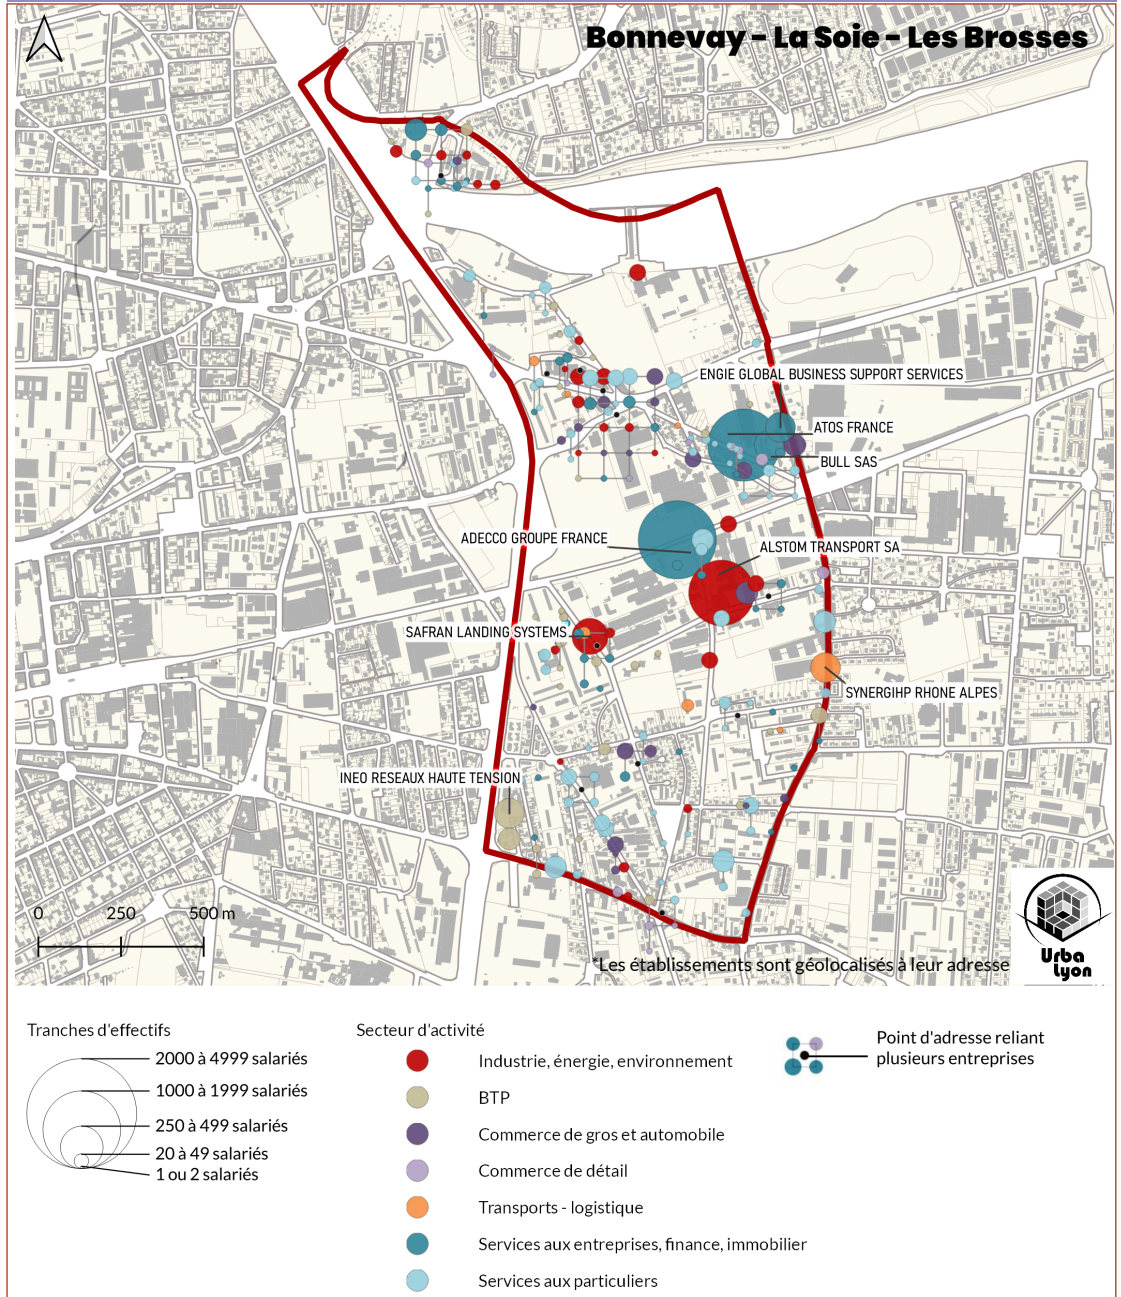 Bonnevay – La Soie – Les Brosses
ENGIE GLOBAL BUSINESS SUPPORT SERVICES
ATOS FRANCE
BULL SAS
ADECCO GROUPE FRANCE
ALSTOM TRANSPORT SA
SAFRAN LANDING SYSTEMS
SYNERGIHP RHONE ALPES
INEO RESEAUX HAUTE TENSION
0 250 500 m
*Les établissements sont géolocalisés à leur adresse
Urba
Lyon
Tranches d'effectifs
2000 à 4999 salariés
1000 à 1999 salariés
250 à 499 salariés
20 à 49 salariés
1 ou 2 salariés
Secteur d'activité
Industrie, énergie, environnement
BTP
Commerce de gros et automobile
Commerce de détail
Transports - logistique
Services aux entreprises, finance, immobilier
Services aux particuliers
Point d'adresse reliant
plusieurs entreprises